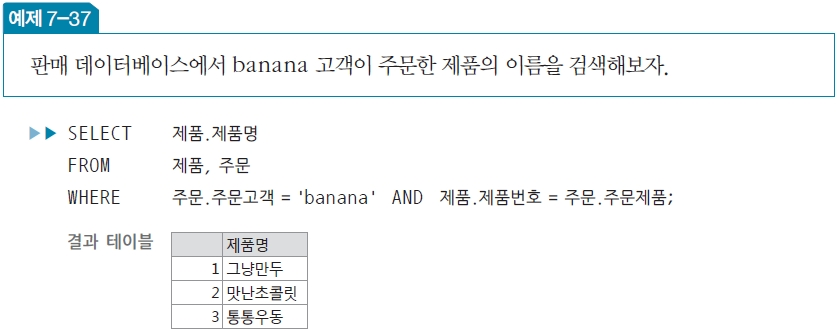 예제 7-37
판매 데이터베이스에서 banana 고객이 주문한 제품의 이름을 검색해보자.
▶▶ SELECT 제품.제품명
FROM 제품, 주문
WHERE 주문.주문고객 = 'banana' AND 제품.제품번호 = 주문.주문제품;
결과 테이블
제품명
1 그냥만두
2 맛난초콜릿
3 통통우동